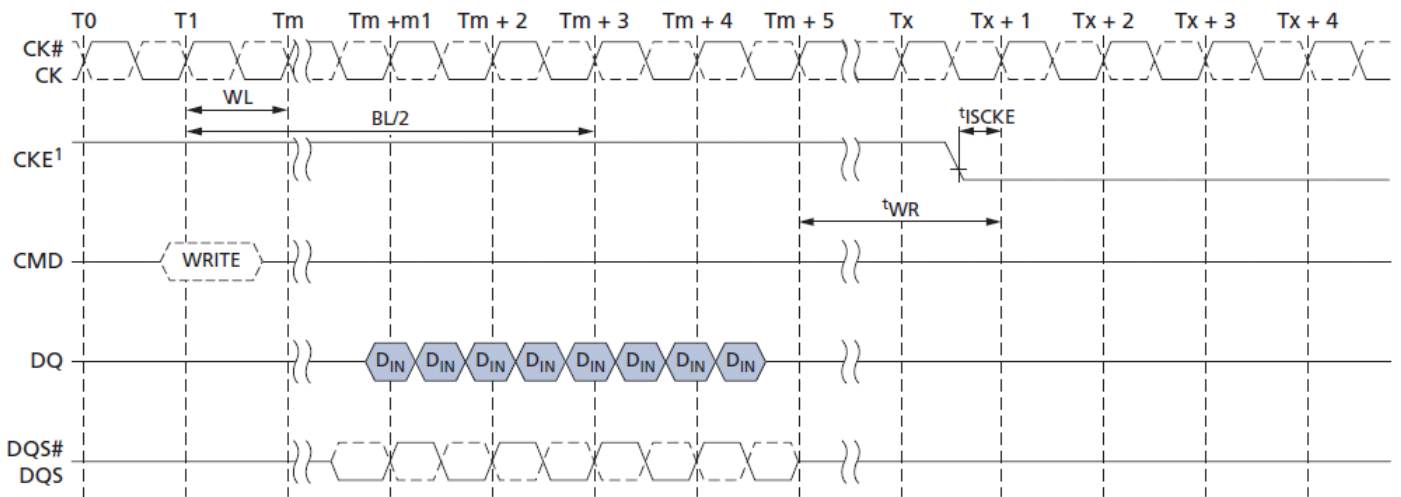 T0 T1 Tm Tm +m1 Tm + 2 Tm + 3 Tm + 4 Tm + 5 Tx Tx + 1 Tx + 2 Tx + 3 Tx + 4
CK#
CK
WL
BL/2
tISCKE
CKE1
tWR
CMD WRITE
DQ DIN DIN DIN DIN DIN DIN DIN DIN
DQS#
DQS